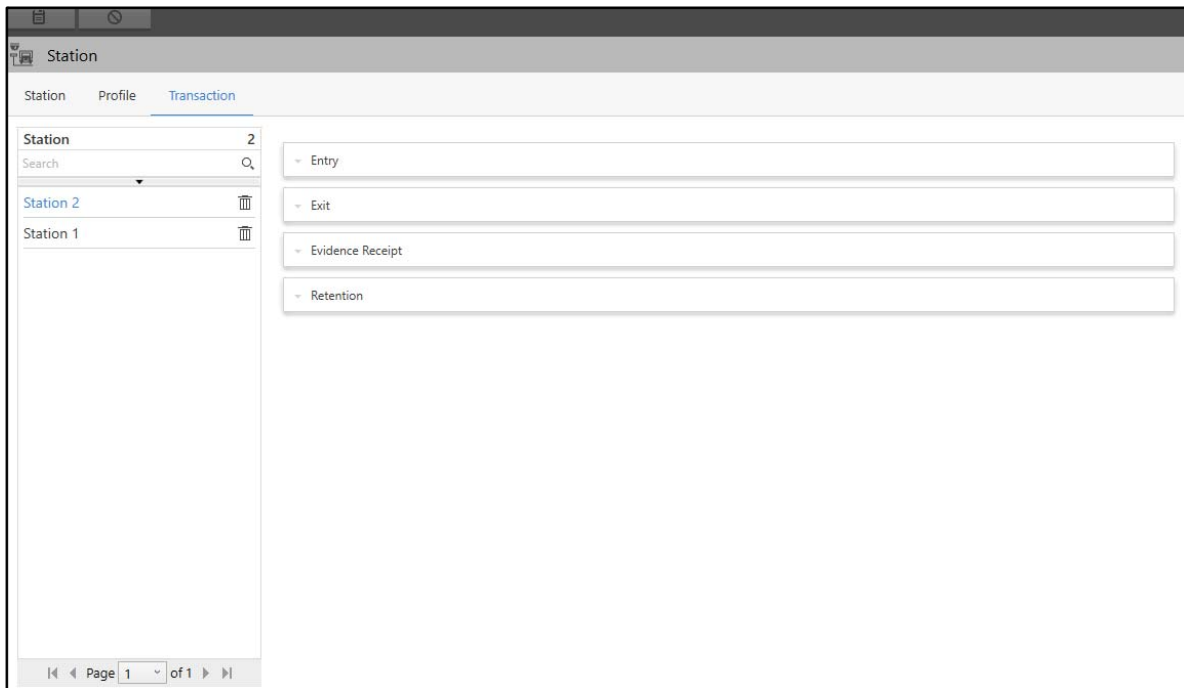 Station
Station Profile Transaction
Station 2
Search
Station 2
Station 1
Page 1 of 1
Entry
Exit
Evidence Receipt
Retention